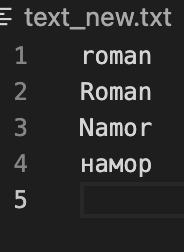 text_new.txt
1 roman
2 Roman
3 Namor
4 намор
5